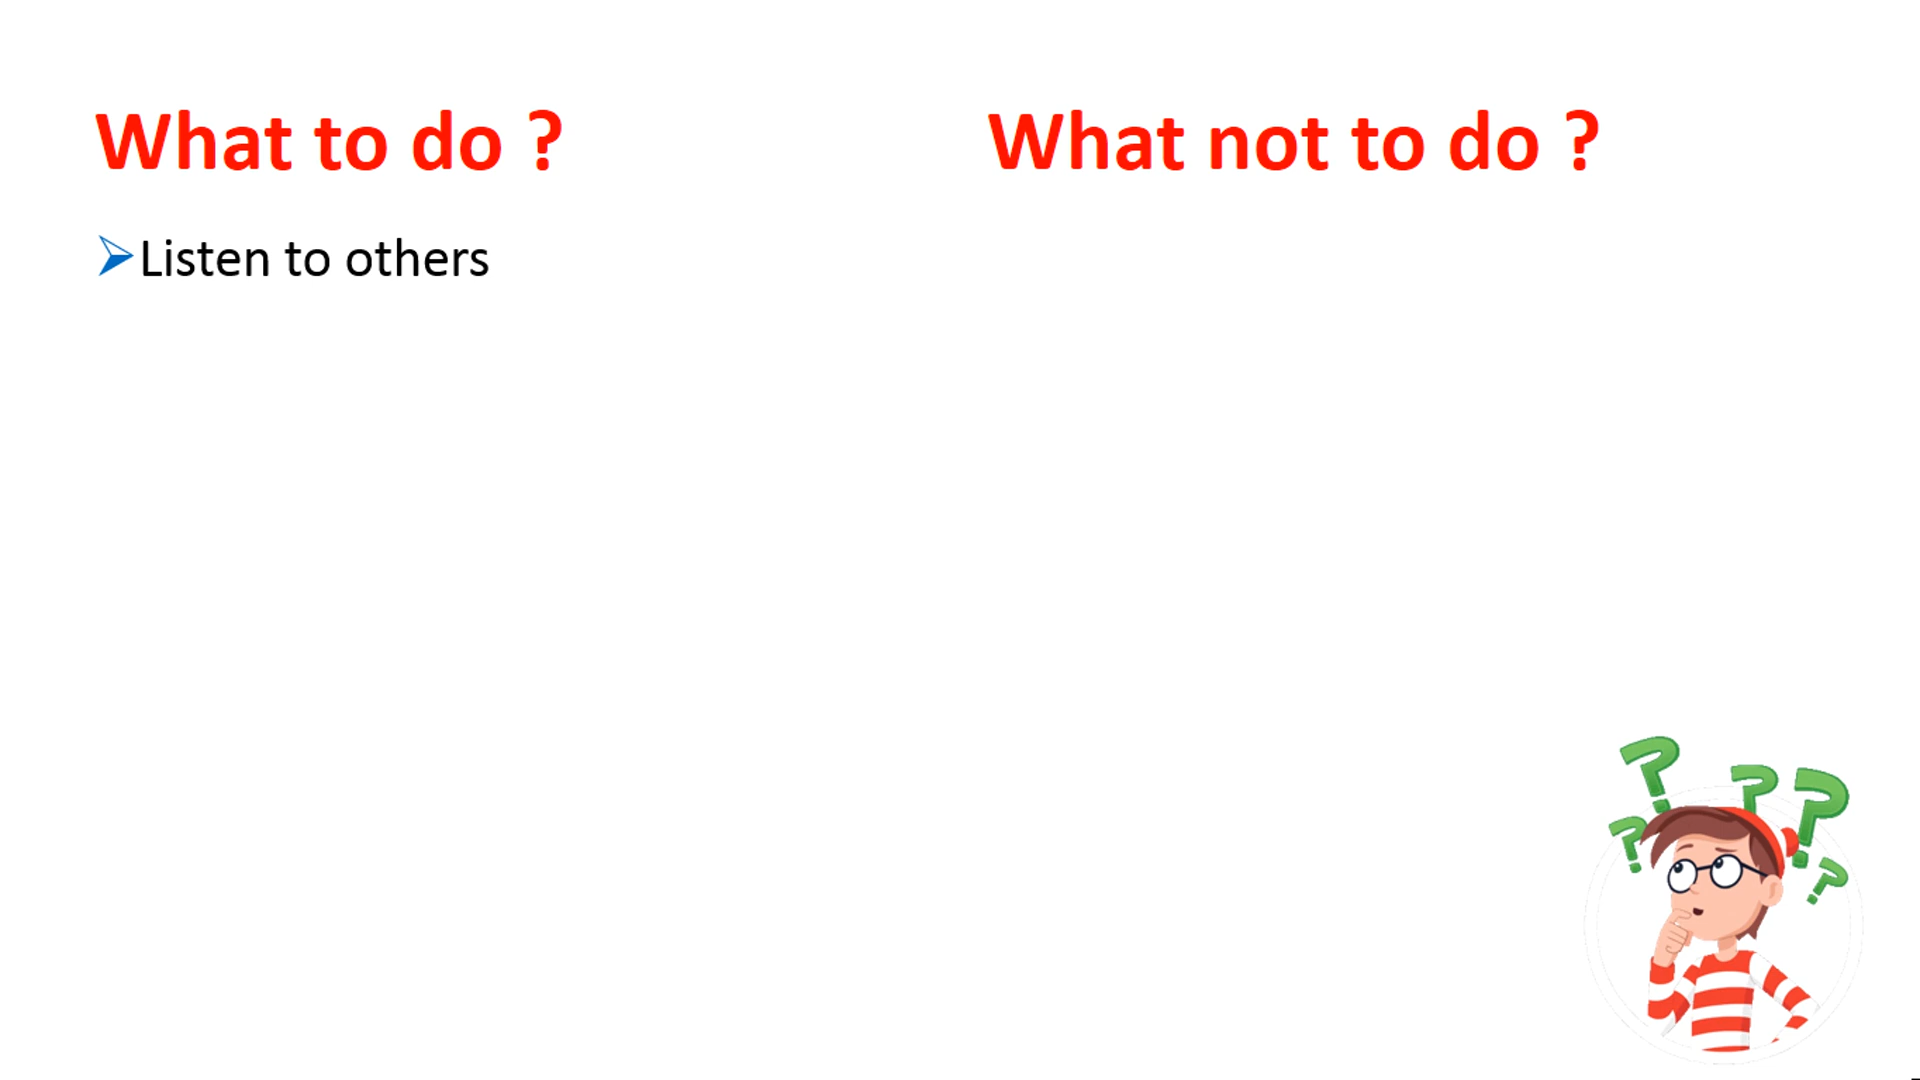 What to do ?
What not to do ?
Listen to others
? ? ? ? ?